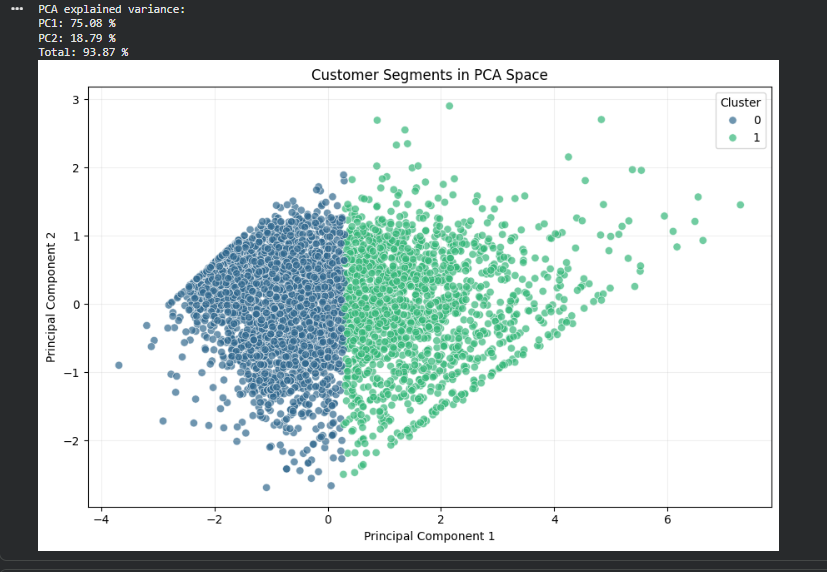 •••
PCA explained variance:
PC1: 75.08 %
PC2: 18.79 %
Total: 93.87 %
Customer Segments in PCA Space
Cluster
0
1
3
2
1
0
−1
−2
Principal Component 2
−4
−2
0
2
4
6
Principal Component 1